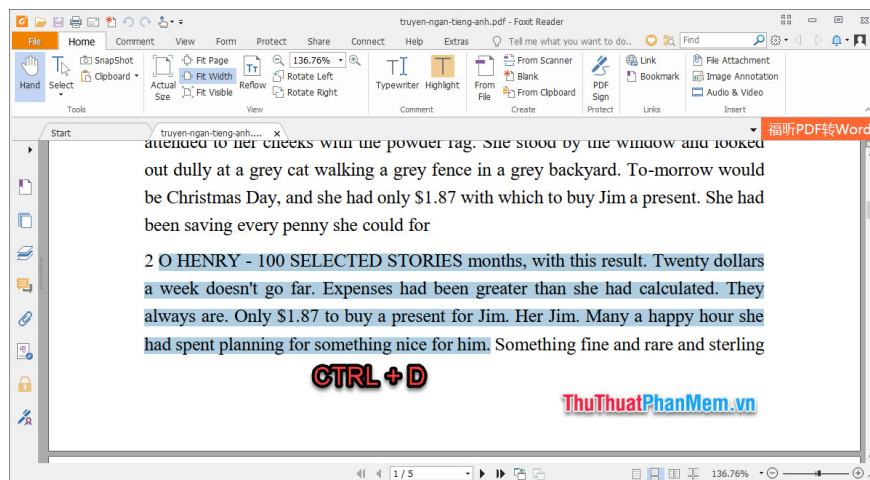 truyen-ngan-tieng-anh.pdf - Foxit Reader
File Home Comment View Form Protect Share Connect Help Extras Tell me what you want to do.. Find
Hand
Select
SnapShot
Clipboard
Tools
Actual Size
Fit Page
Fit Width
Fit Visible
Reflow
136.76%
Rotate Left
Rotate Right
View
Typewriter
Highlight
Comment
From File
From Scanner
Blank
From Clipboard
Create
PDF Sign
Protect
Link
Bookmark
Links
File Attachment
Image Annotation
Audio & Video
Insert
Start truyen-ngan-tieng-anh.... 福昕PDF转Word
attended to her cheeks with the powder rag. She stood by the window and looked
out dully at a grey cat walking a grey fence in a grey backyard. To-morrow would
be Christmas Day, and she had only $1.87 with which to buy Jim a present. She had
been saving every penny she could for
2 O HENRY - 100 SELECTED STORIES months, with this result. Twenty dollars
a week doesn't go far. Expenses had been greater than she had calculated. They
always are. Only $1.87 to buy a present for Jim. Her Jim. Many a happy hour she
had spent planning for something nice for him. Something fine and rare and sterling
CTRL + D
ThuThuatPhanMem.vn
1 / 5 136.76%